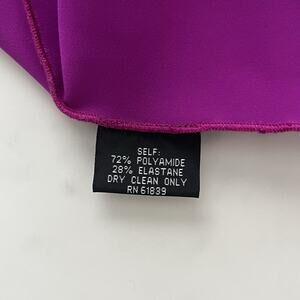 SELF:
72% POLYAMIDE
28% ELASTANE
DRY CLEAN ONLY
RN 61839